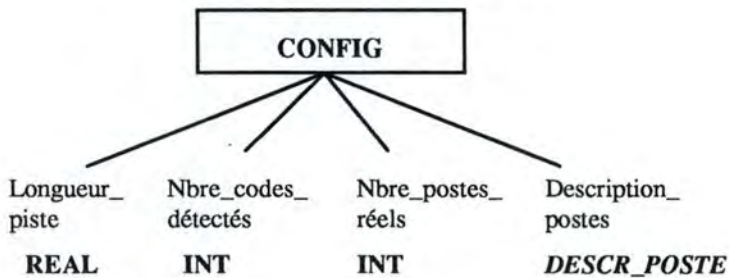 CONFIG
Longueur_ Nbre_codes_ Nbre_postes_ Description_
piste détectés réels postes
REAL INT INT DESCR_POSTE